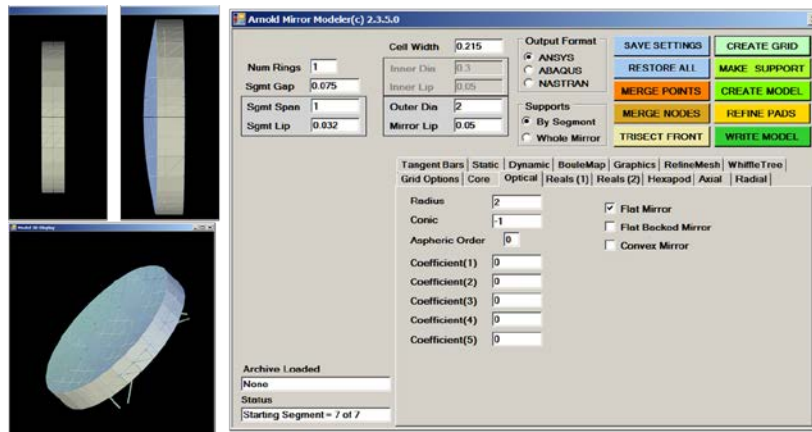 Arnold Mirror Modeler(c) 2.3.5.0
Num Rings 1
Sgmt Gap 0.075
Sgmt Span 1
Sgmt Lip 0.032
Cell Width 0.215
Inner Dia 0.3
Inner Lip 0.05
Outer Dia 2
Mirror Lip 0.05
Output Format
ANSYS
ABAQUS
NASTRAN
Supports
By Segment
Whole Mirror
SAVE SETTINGS CREATE GRID
RESTORE ALL MAKE SUPPORT
MERGE POINTS CREATE MODEL
MERGE NODES REFINE PADS
TRISECT FRONT WRITE MODEL
Tangent Bars Static Dynamic BouleMap Graphics RefineMesh WhiffleTree
Grid Options Core Optical Reals (1) Reals (2) Hexapod Axial Radial
Radius 2
Conic -1
Aspheric Order 0
Coefficient(1) 0
Coefficient(2) 0
Coefficient(3) 0
Coefficient(4) 0
Coefficient(5) 0
Flat Mirror
Flat Backed Mirror
Convex Mirror
Model 3D Display
Archive Loaded
None
Status
Starting Segment = 7 of 7